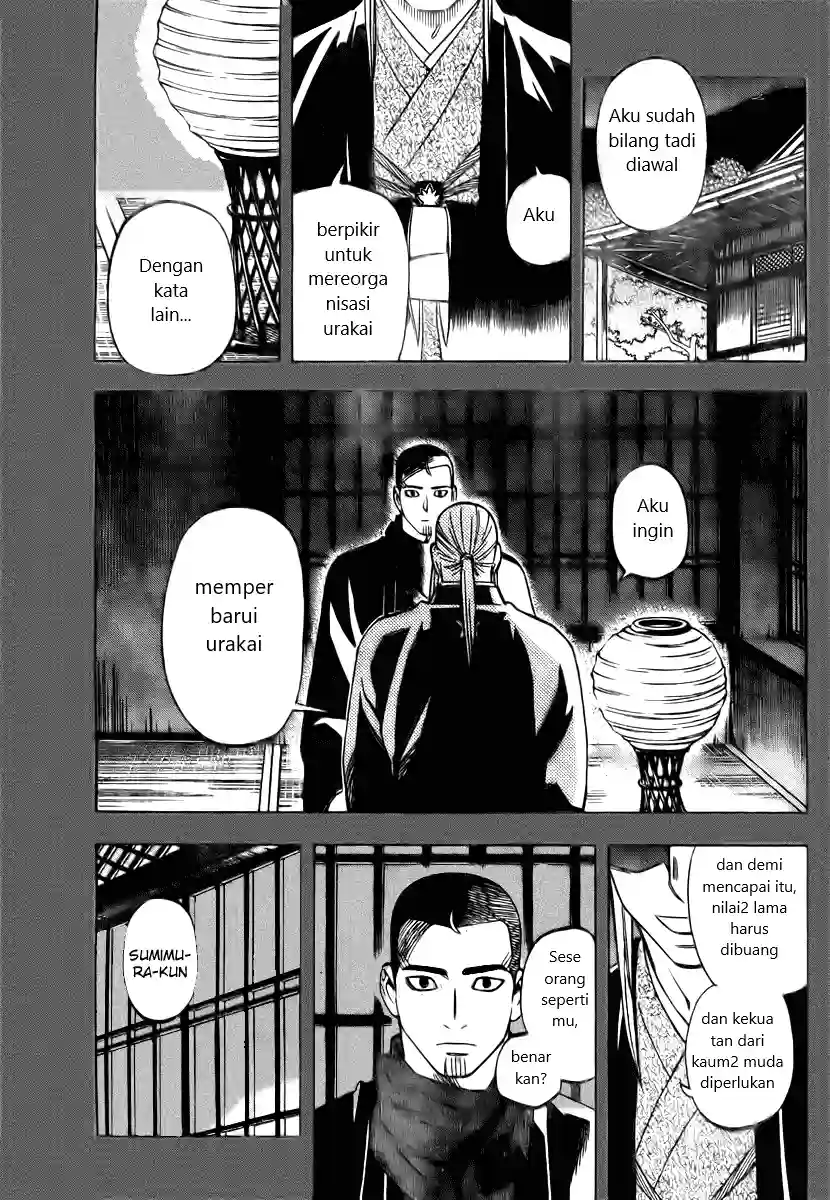 Aku sudah
bilang tadi
diawal
Aku
berpikir
untuk
mereorga
nisasi
urakai
Dengan
kata
lain...
Aku
ingin
memper
barui
urakai
dan demi
mencapai itu,
nilai2 lama
harus
dibuang
dan kekua
tan dari
kaum2 muda
diperlukan
Sese
orang
seperti
mu,
benar
kan?
SUMIMU-
RA-KUN